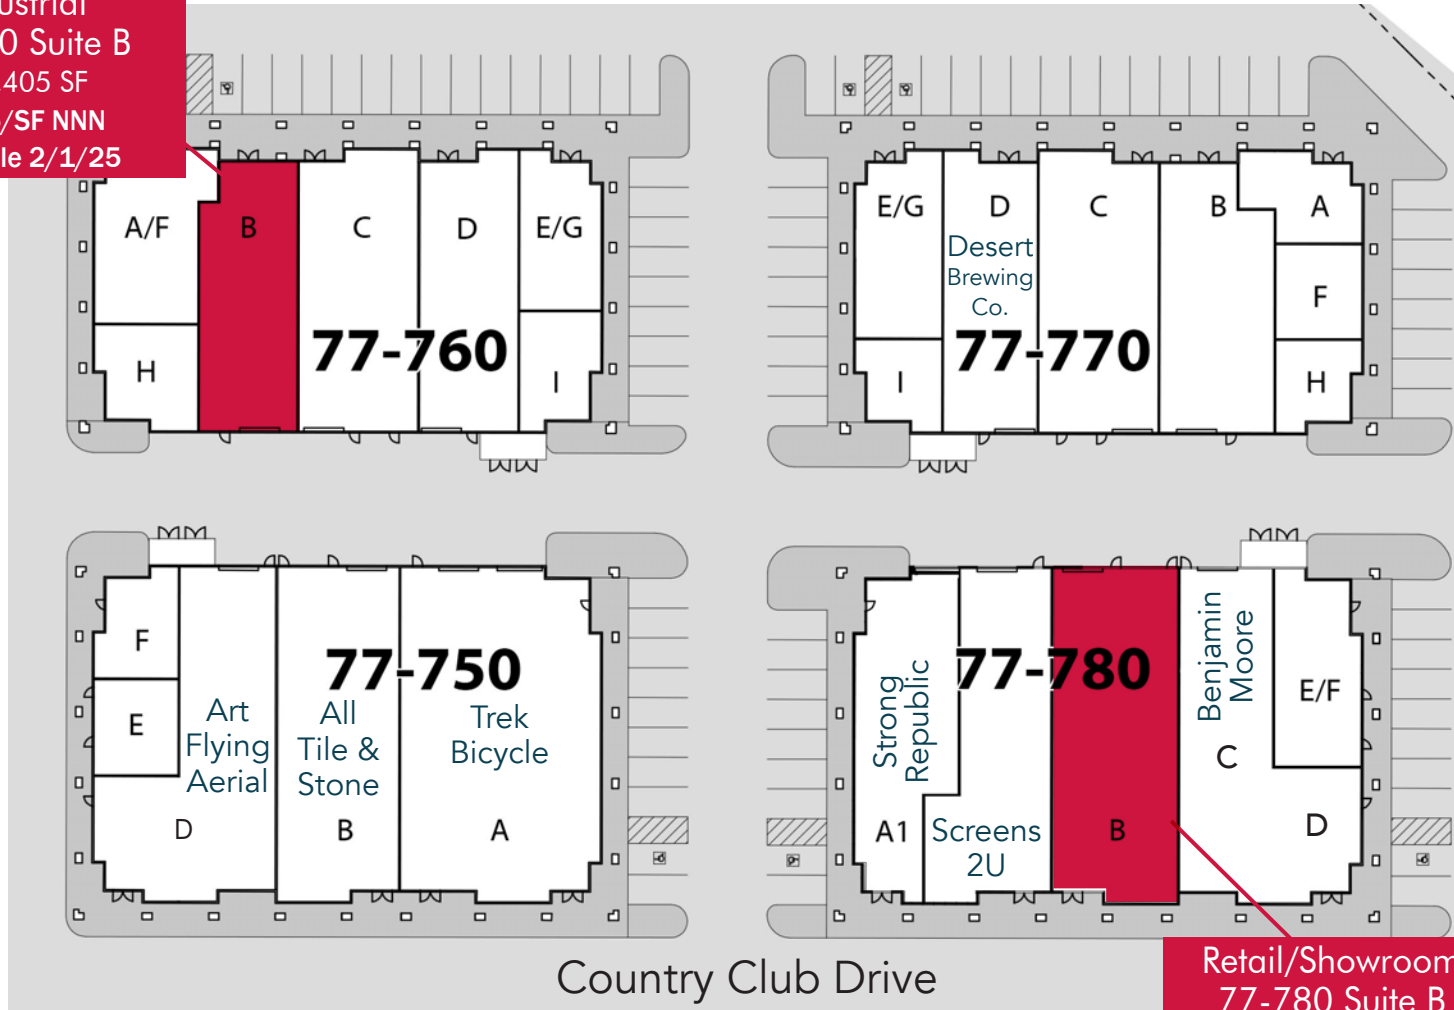 0 Suite B
405 SF
/SF NNN
le 2/1/25
A/F
B
C
D
E/G
H
I
77-760
E/G
D
C
B
A
Desert
Brewing
Co.
F
I
H
77-770
F
E
Art
Flying
Aerial
D
All
Tile &
Stone
B
Trek
Bicycle
A
77-750
Strong
Republic
A1
Screens
2U
B
Benjamin
Moore
C
E/F
D
77-780
Country Club Drive
Retail/Showroom
77-780 Suite B